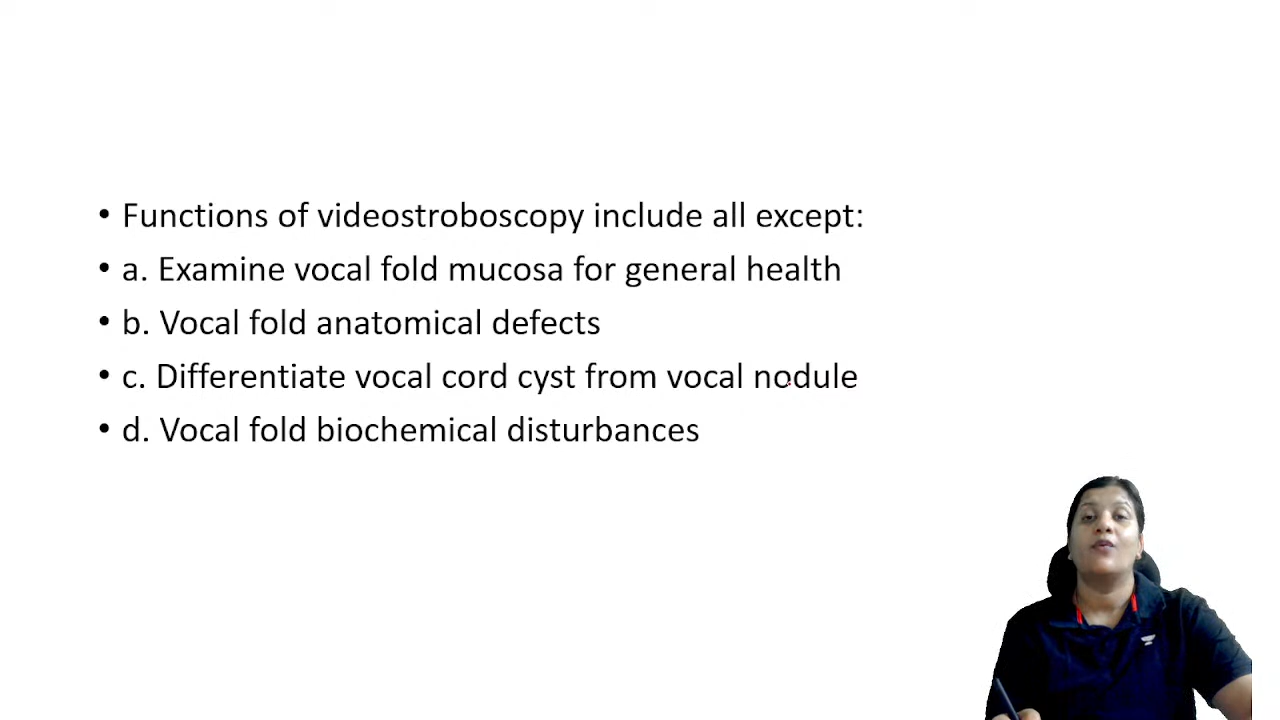 • Functions of videostroboscopy include all except:
• a. Examine vocal fold mucosa for general health
• b. Vocal fold anatomical defects
• c. Differentiate vocal cord cyst from vocal nodule
• d. Vocal fold biochemical disturbances